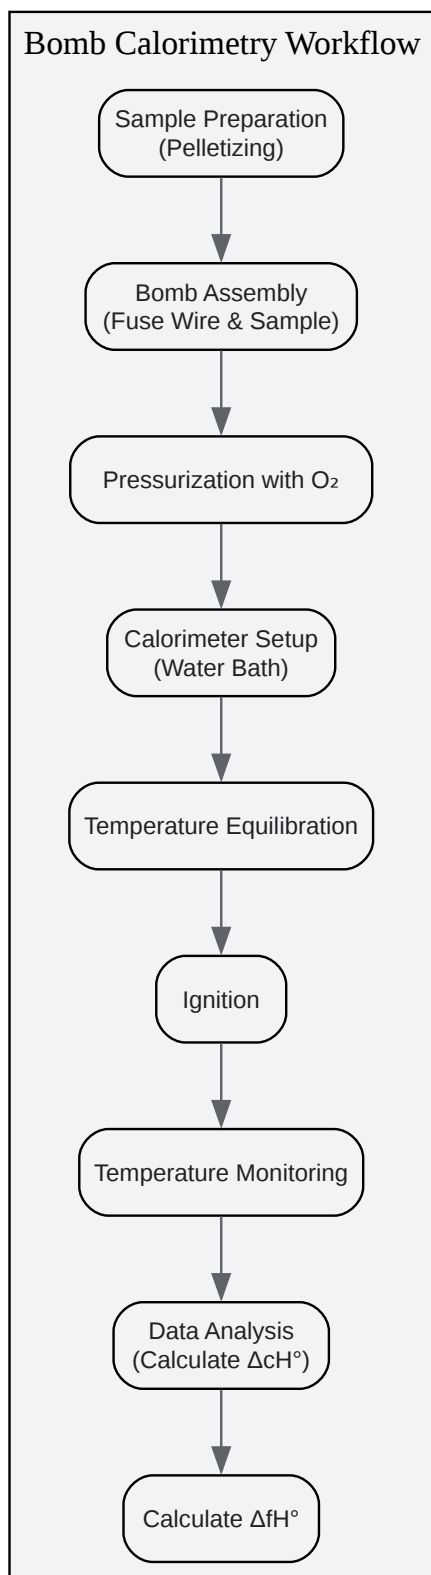 Bomb Calorimetry Workflow
Sample Preparation
(Pelletizing)
Bomb Assembly
(Fuse Wire & Sample)
Pressurization with O₂
Calorimeter Setup
(Water Bath)
Temperature Equilibration
Ignition
Temperature Monitoring
Data Analysis
(Calculate ΔcH°)
Calculate ΔfH°